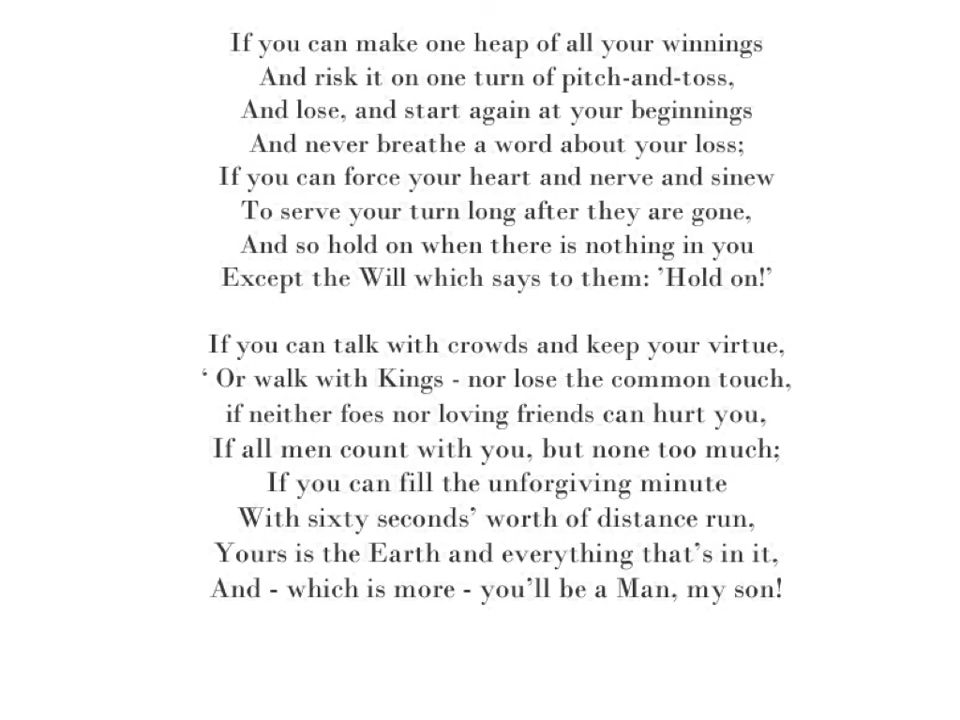 If you can make one heap of all your winnings
And risk it on one turn of pitch-and-toss,
And lose, and start again at your beginnings
And never breathe a word about your loss;
If you can force your heart and nerve and sinew
To serve your turn long after they are gone,
And so hold on when there is nothing in you
Except the Will which says to them: ’Hold on!’

If you can talk with crowds and keep your virtue,
‘ Or walk with Kings - nor lose the common touch,
if neither foes nor loving friends can hurt you,
If all men count with you, but none too much;
If you can fill the unforgiving minute
With sixty seconds’ worth of distance run,
Yours is the Earth and everything that’s in it,
And - which is more - you’ll be a Man, my son!